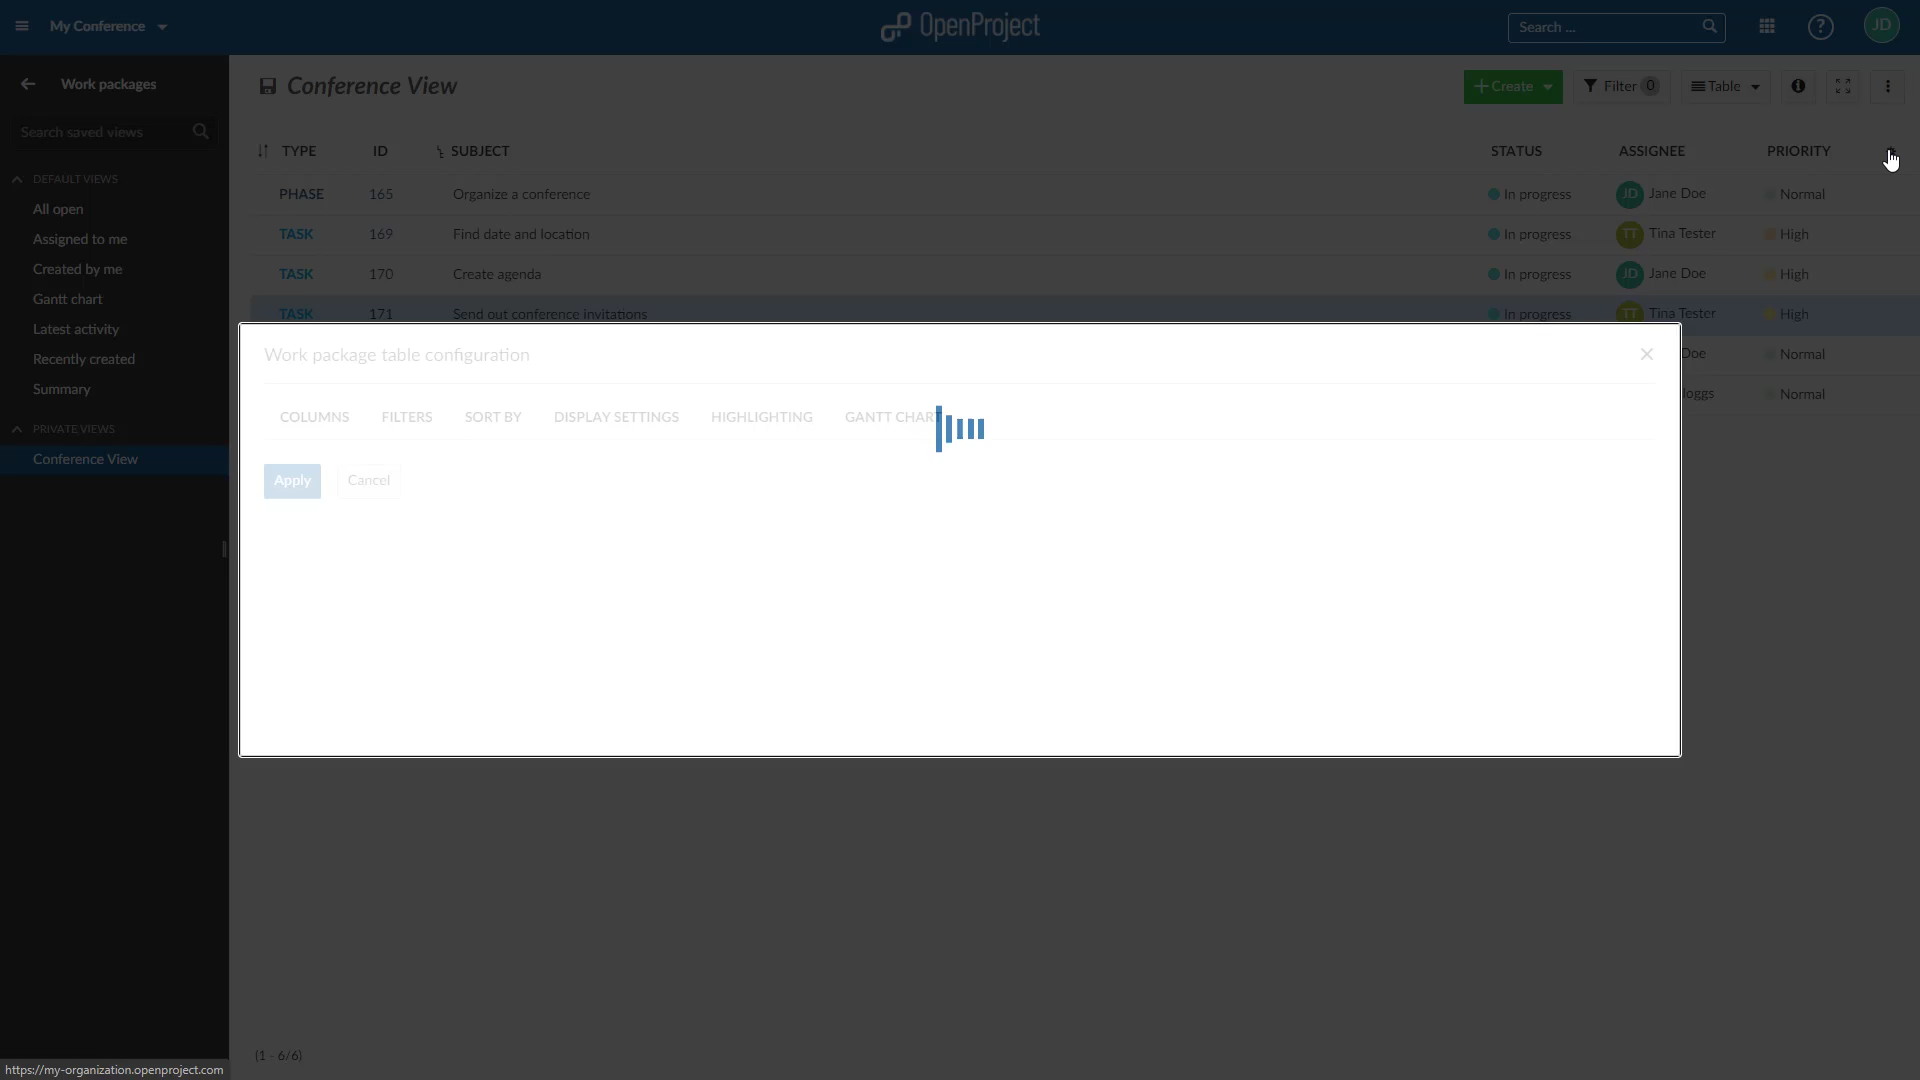 My Conference
OpenProject
Search ...
?
JD
Work packages
Search saved views
DEFAULT VIEWS
All open
Assigned to me
Created by me
Gantt chart
Latest activity
Recently created
Summary
PRIVATE VIEWS
Conference View
Conference View
Create
Filter 0
Table
TYPE ID SUBJECT STATUS ASSIGNEE PRIORITY
PHASE 165 Organize a conference In progress JD Jane Doe Normal
TASK 169 Find date and location In progress TT Tina Tester High
TASK 170 Create agenda In progress JD Jane Doe High
TASK 171 Send out conference invitations In progress TT Tina Tester High
Doe Normal
Normal
Work package table configuration
COLUMNS FILTERS SORT BY DISPLAY SETTINGS HIGHLIGHTING GANTT CHART
Apply Cancel
(1 - 6/6)
https://my-organization.openproject.com